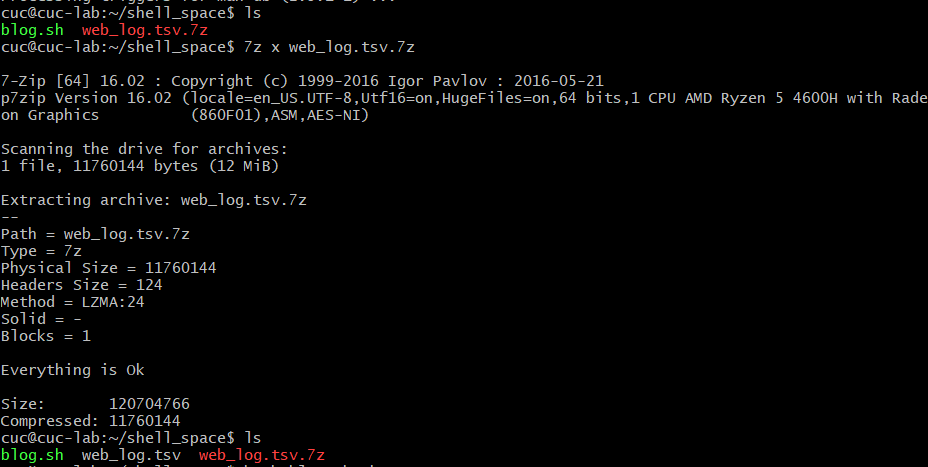 cuc@cuc-lab:~/shell_space$ ls
blog.sh  web_log.tsv.7z
cuc@cuc-lab:~/shell_space$ 7z x web_log.tsv.7z

7-Zip [64] 16.02 : Copyright (c) 1999-2016 Igor Pavlov : 2016-05-21
p7zip Version 16.02 (locale=en_US.UTF-8,Utf16=on,HugeFiles=on,64 bits,1 CPU AMD Ryzen 5 4600H with Rade
on Graphics          (860F01),ASM,AES-NI)

Scanning the drive for archives:
1 file, 11760144 bytes (12 MiB)

Extracting archive: web_log.tsv.7z
--
Path = web_log.tsv.7z
Type = 7z
Physical Size = 11760144
Headers Size = 124
Method = LZMA:24
Solid = -
Blocks = 1

Everything is Ok

Size:       120704766
Compressed: 11760144
cuc@cuc-lab:~/shell_space$ ls
blog.sh  web_log.tsv  web_log.tsv.7z